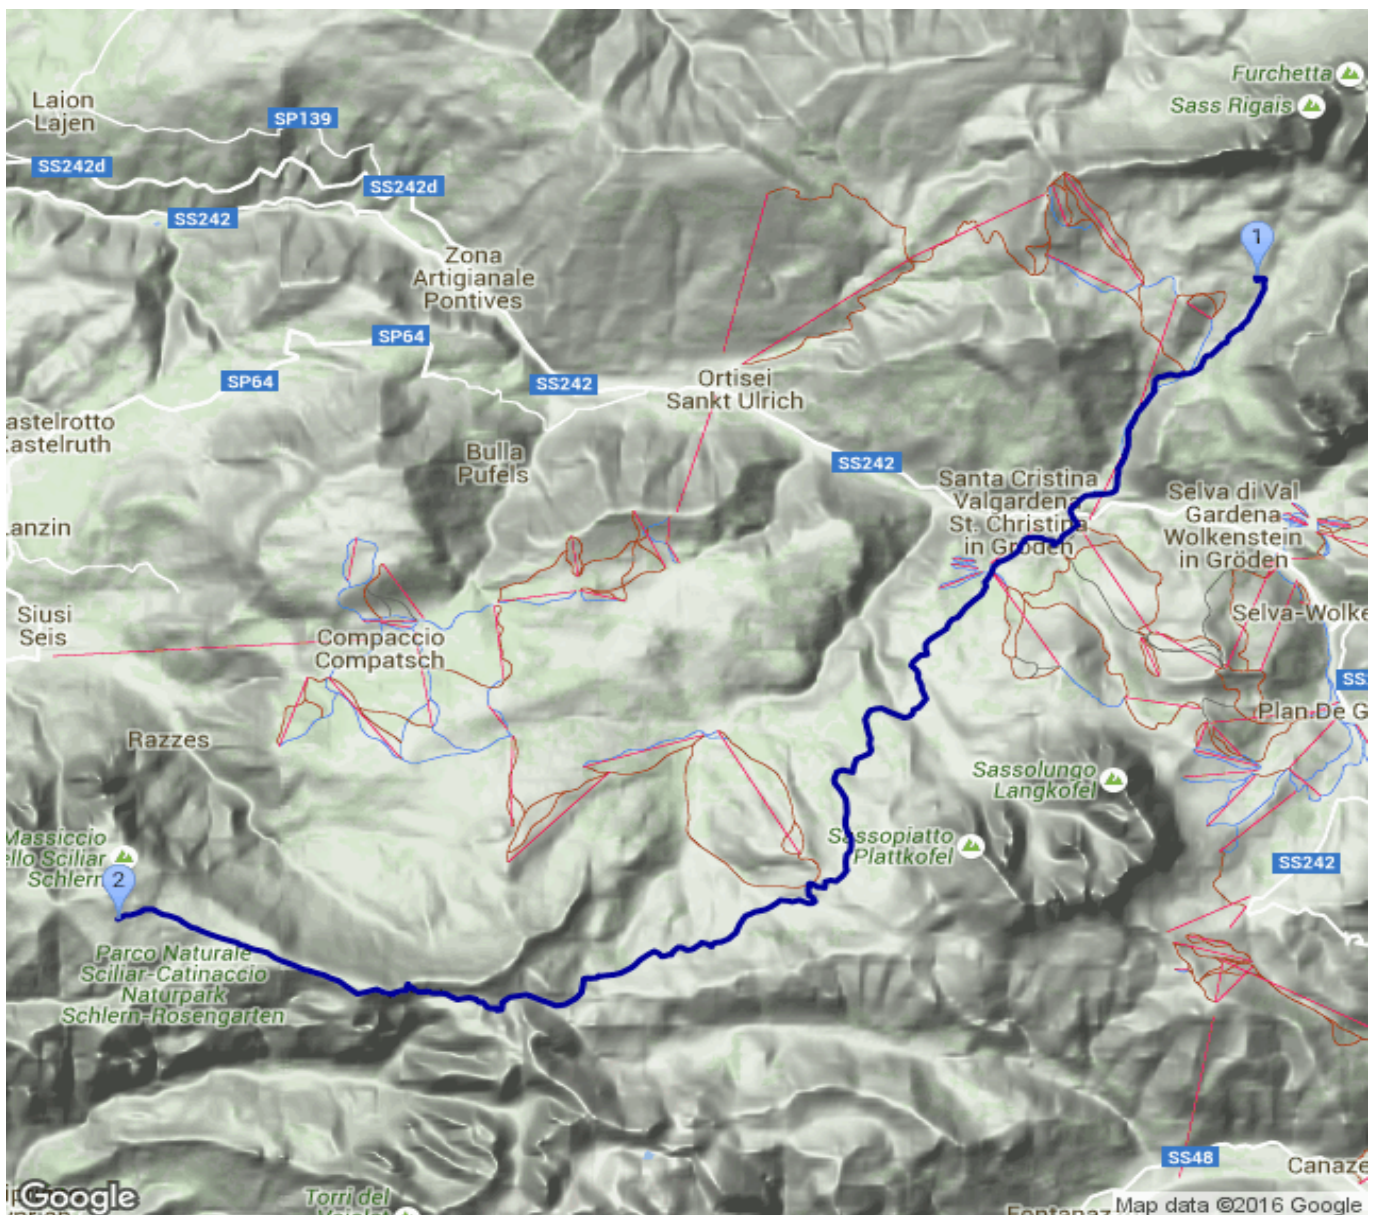 Furchetta
Sass Rigais
Laion
Lajen
SP139
SS242d
SS242d
SS242
Zona
Artigianale
Pontives
1
SP64
SP64
SS242
Ortisei
Sankt Ulrich
astelrotto
astelruth
Bulla
Pufels
SS242
Santa Cristina
Valgardena
St. Christina
in Gröden
Selva di Val
Gardena
Wolkenstein
in Gröden
anzin
Siusi
Seis
Compaccio
Compatsch
Selva-Wolke
SS
Plan De G
Razzes
Sassolungo
Langkofel
Sassopiatto
Plattkofel
Massiccio
ello Sciliar
Schlern
2
SS242
Parco Naturale
Sciliar-Catinaccio
Naturpark
Schlern-Rosengarten
SS48
Canaze
Google
Torri del
Map data ©2016 Google